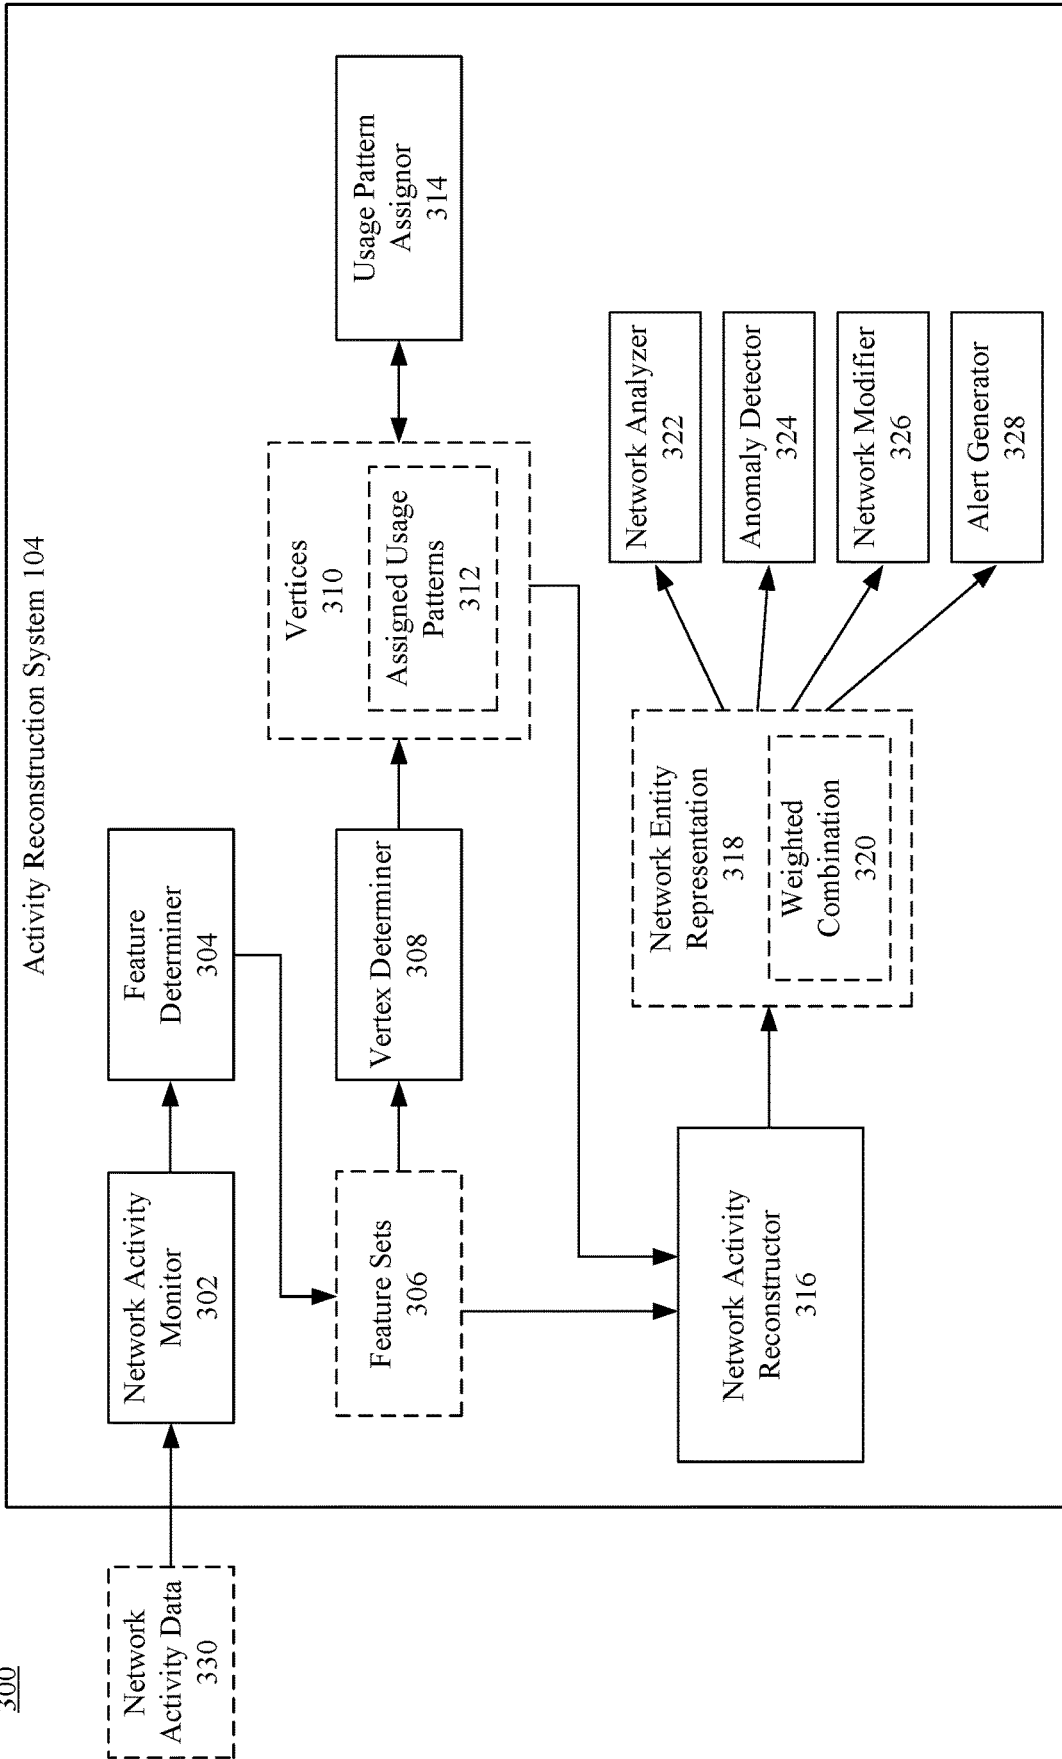 300
Activity Reconstruction System 104
Network
Activity Data
330
Network Activity
Monitor
302
Feature
Determiner
304
Feature Sets
306
Vertex Determiner
308
Vertices
310
Assigned Usage
Patterns
312
Usage Pattern
Assignor
314
Network Activity
Reconstructor
316
Network Entity
Representation
318
Weighted
Combination
320
Network Analyzer
322
Anomaly Detector
324
Network Modifier
326
Alert Generator
328